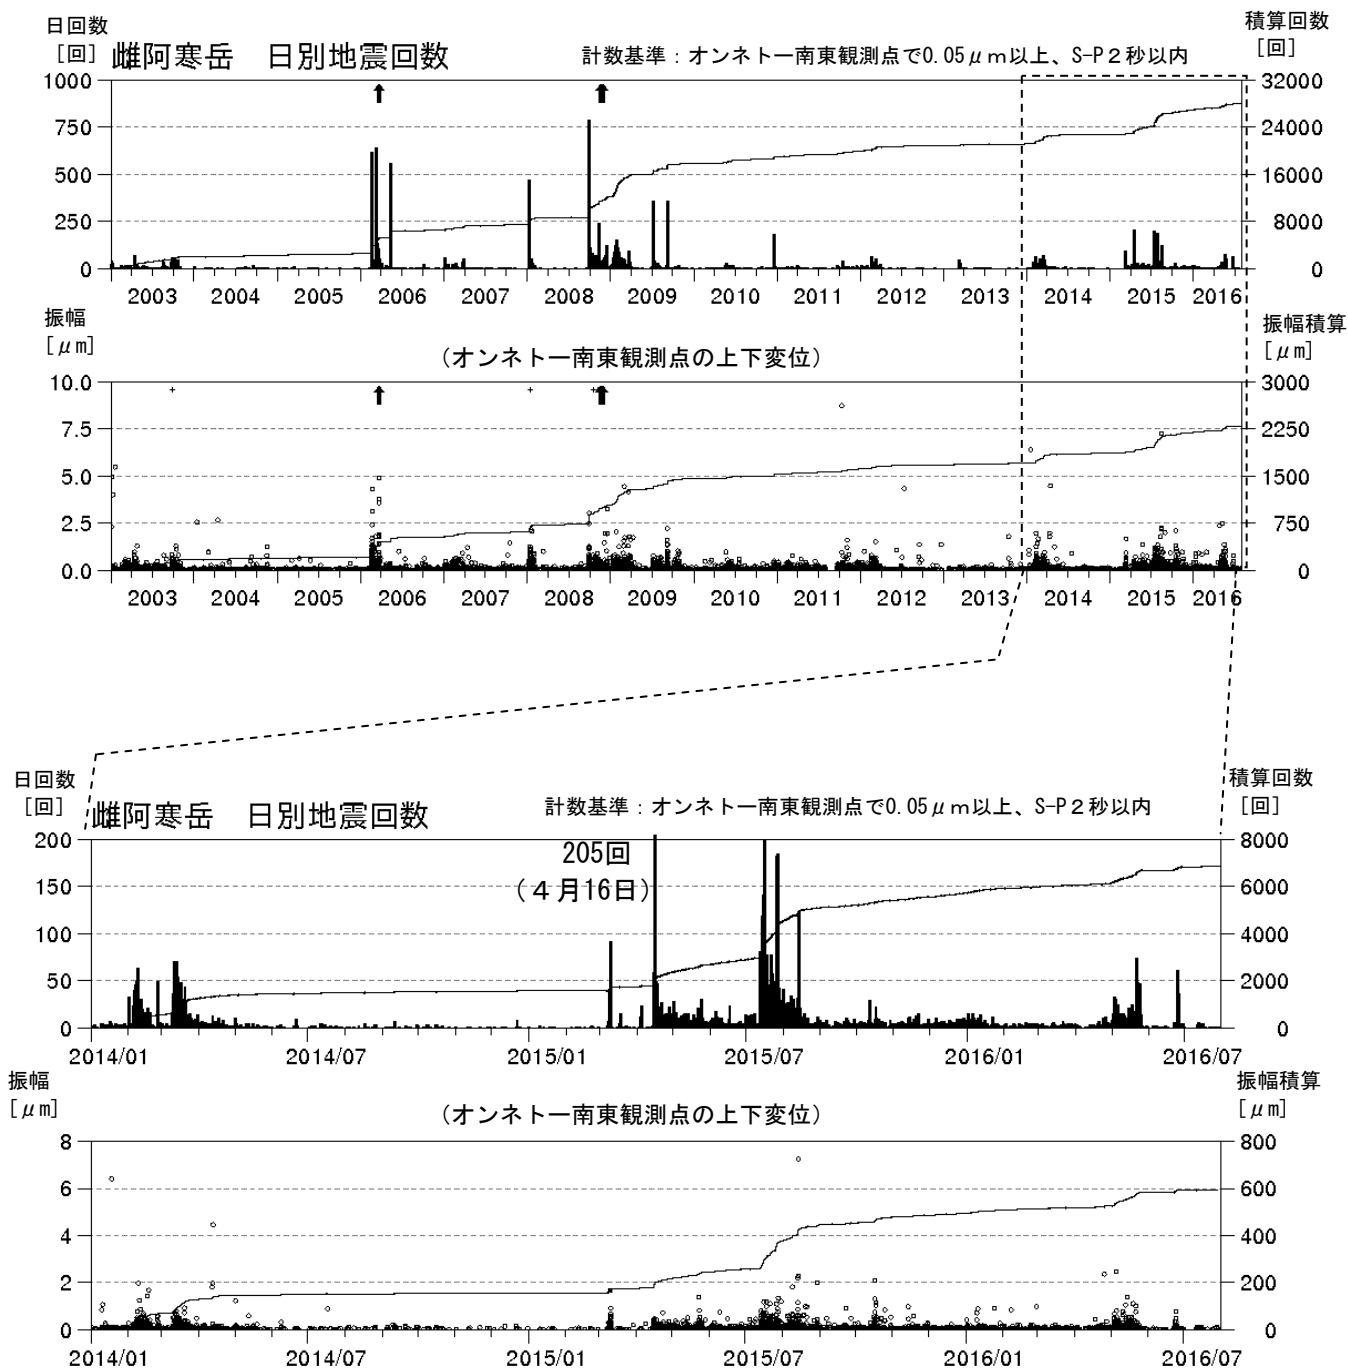 日回数
[回]
雌阿寒岳　日別地震回数
計数基準：オンネトー南東観測点で0.05μm以上、S-P2秒以内
積算回数
[回]
1000
750
500
250
0
32000
24000
16000
8000
0
2003 2004 2005 2006 2007 2008 2009 2010 2011 2012 2013 2014 2015 2016
振幅
[μm]
(オンネトー南東観測点の上下変位)
振幅積算
[μm]
10.0
7.5
5.0
2.5
0.0
3000
2250
1500
750
0
2003 2004 2005 2006 2007 2008 2009 2010 2011 2012 2013 2014 2015 2016
日回数
[回]
雌阿寒岳　日別地震回数
計数基準：オンネトー南東観測点で0.05μm以上、S-P2秒以内
積算回数
[回]
205回
(4月16日)
200
150
100
50
0
8000
6000
4000
2000
0
2014/01 2014/07 2015/01 2015/07 2016/01 2016/07
振幅
[μm]
(オンネトー南東観測点の上下変位)
振幅積算
[μm]
8
6
4
2
0
800
600
400
200
0
2014/01 2014/07 2015/01 2015/07 2016/01 2016/07